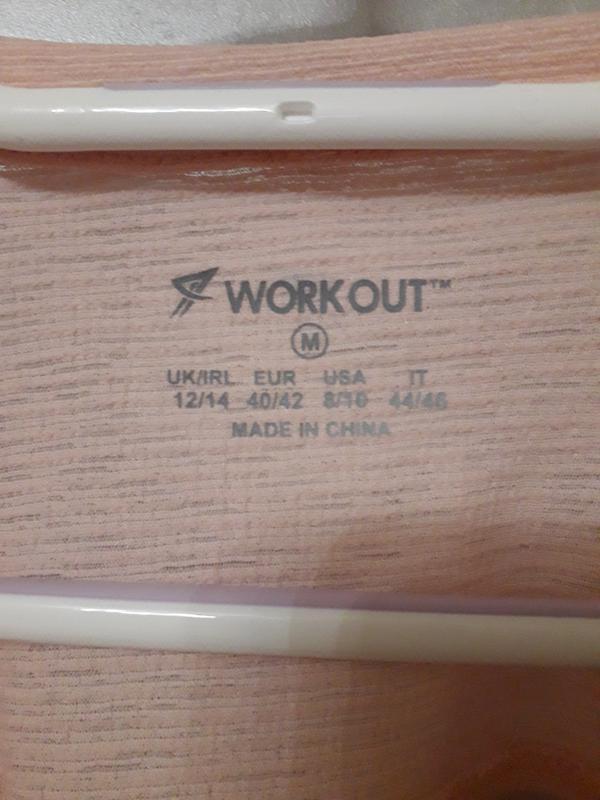 WORKOUT™
M
UK/IRL EUR USA IT
12/14 40/42 8/10 44/46
MADE IN CHINA